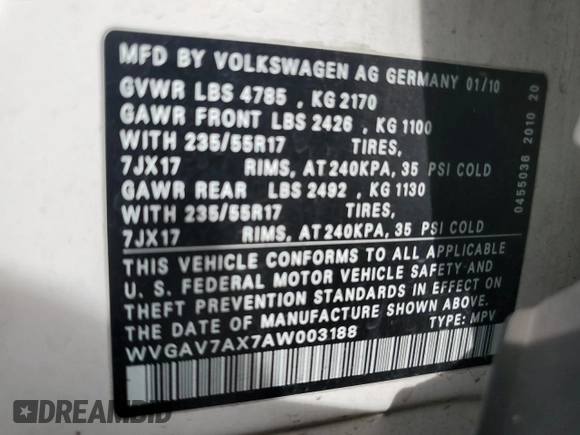 MFD BY VOLKSWAGEN AG GERMANY 01/10
GVWR LBS 4785 , KG 2170
GAWR FRONT LBS 2426 , KG 1100
WITH 235/55R17 TIRES,
7JX17 RIMS, AT 240KPA, 35 PSI COLD
GAWR REAR LBS 2492 , KG 1130
WITH 235/55R17 TIRES,
7JX17 RIMS, AT 240KPA, 35 PSI COLD
THIS VEHICLE CONFORMS TO ALL APPLICABLE
U. S. FEDERAL MOTOR VEHICLE SAFETY AND
THEFT PREVENTION STANDARDS IN EFFECT ON
THE DATE OF MANUFACTURE SHOWN ABOVE.
WVGAV7AX7AW003188 TYPE: MPV
0455036 2010 20
DREAMBID